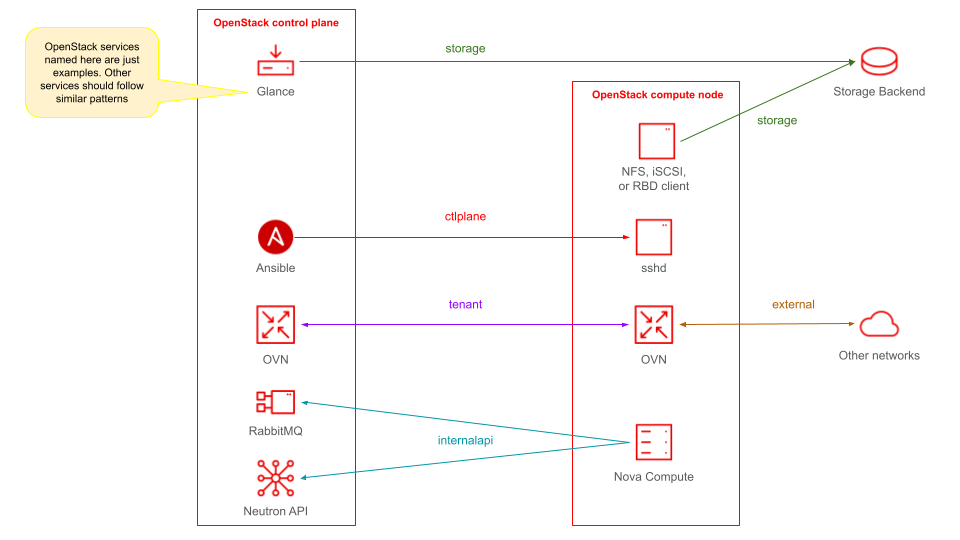 OpenStack control plane
OpenStack services
named here are just
examples. Other
services should follow
similar patterns
Glance
storage
Storage Backend
OpenStack compute node
storage
NFS, iSCSI,
or RBD client
ctlplane
Ansible
sshd
tenant
external
OVN
OVN
Other networks
RabbitMQ
internalapi
Nova Compute
Neutron API